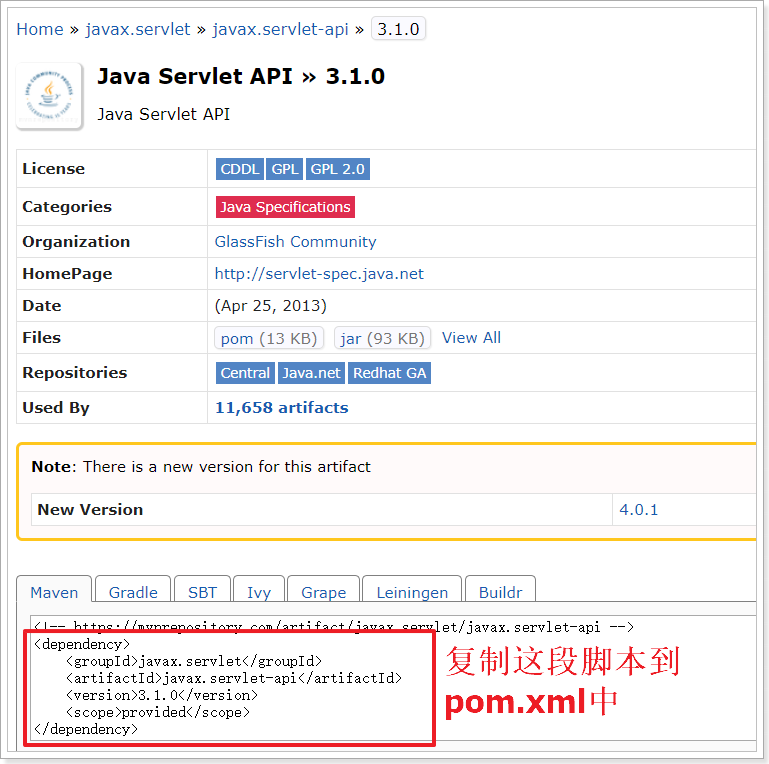 Home » javax.servlet » javax.servlet-api » 3.1.0
Java Servlet API » 3.1.0
Java Servlet API
License CDDL GPL GPL 2.0
Categories Java Specifications
Organization GlassFish Community
HomePage http://servlet-spec.java.net
Date (Apr 25, 2013)
Files pom (13 KB) jar (93 KB) View All
Repositories Central Java.net Redhat GA
Used By 11,658 artifacts
Note: There is a new version for this artifact
New Version 4.0.1
Maven Gradle SBT Ivy Grape Leiningen Buildr
<!-- https://mvnrepository.com/artifact/javax.servlet/javax.servlet-api -->
<dependency>
<groupId>javax.servlet</groupId>
<artifactId>javax.servlet-api</artifactId>
<version>3.1.0</version>
<scope>provided</scope>
</dependency>
复制这段脚本到
pom.xml中